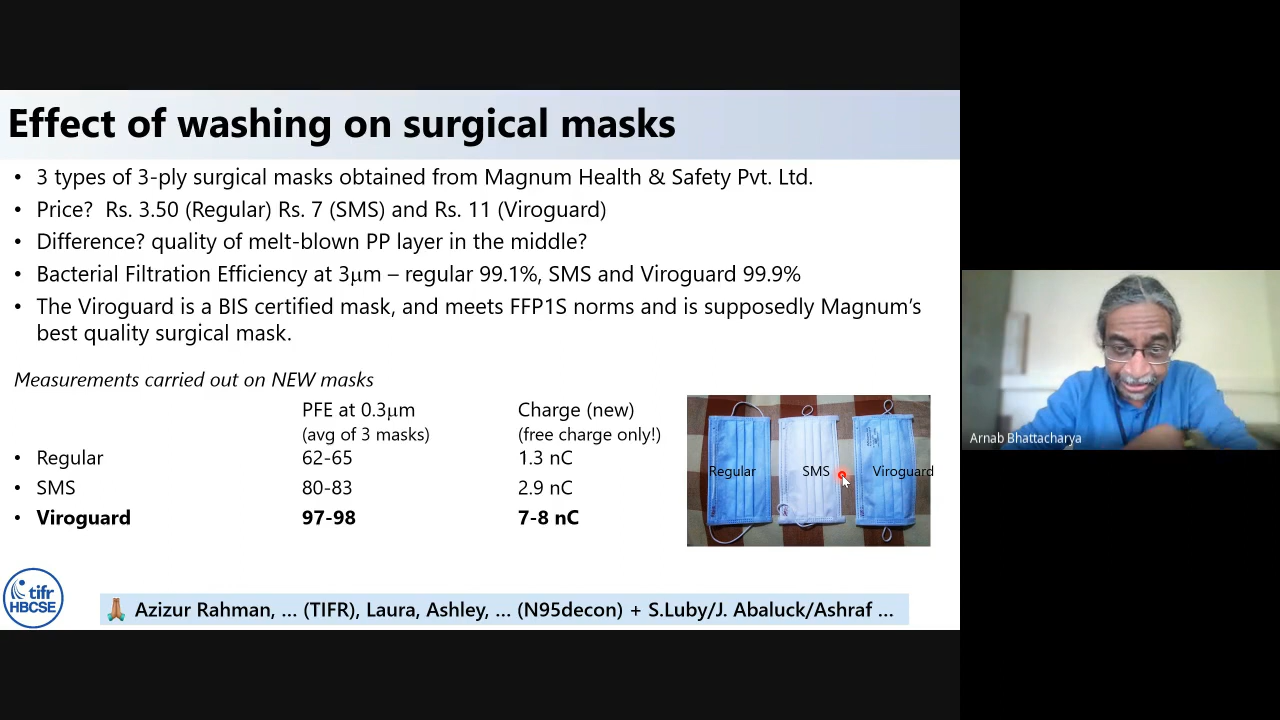 Effect of washing on surgical masks
• 3 types of 3-ply surgical masks obtained from Magnum Health & Safety Pvt. Ltd.
• Price? Rs. 3.50 (Regular) Rs. 7 (SMS) and Rs. 11 (Viroguard)
• Difference? quality of melt-blown PP layer in the middle?
• Bacterial Filtration Efficiency at 3µm – regular 99.1%, SMS and Viroguard 99.9%
• The Viroguard is a BIS certified mask, and meets FFP1S norms and is supposedly Magnum's
best quality surgical mask.
Measurements carried out on NEW masks
PFE at 0.3µm Charge (new)
(avg of 3 masks) (free charge only!)
• Regular 62-65 1.3 nC
• SMS 80-83 2.9 nC
• Viroguard 97-98 7-8 nC
Regular SMS Viroguard
tifr
HBCSE
🙏🏽 Azizur Rahman, ... (TIFR), Laura, Ashley, ... (N95decon) + S.Luby/J. Abaluck/Ashraf ...
Arnab Bhattacharya